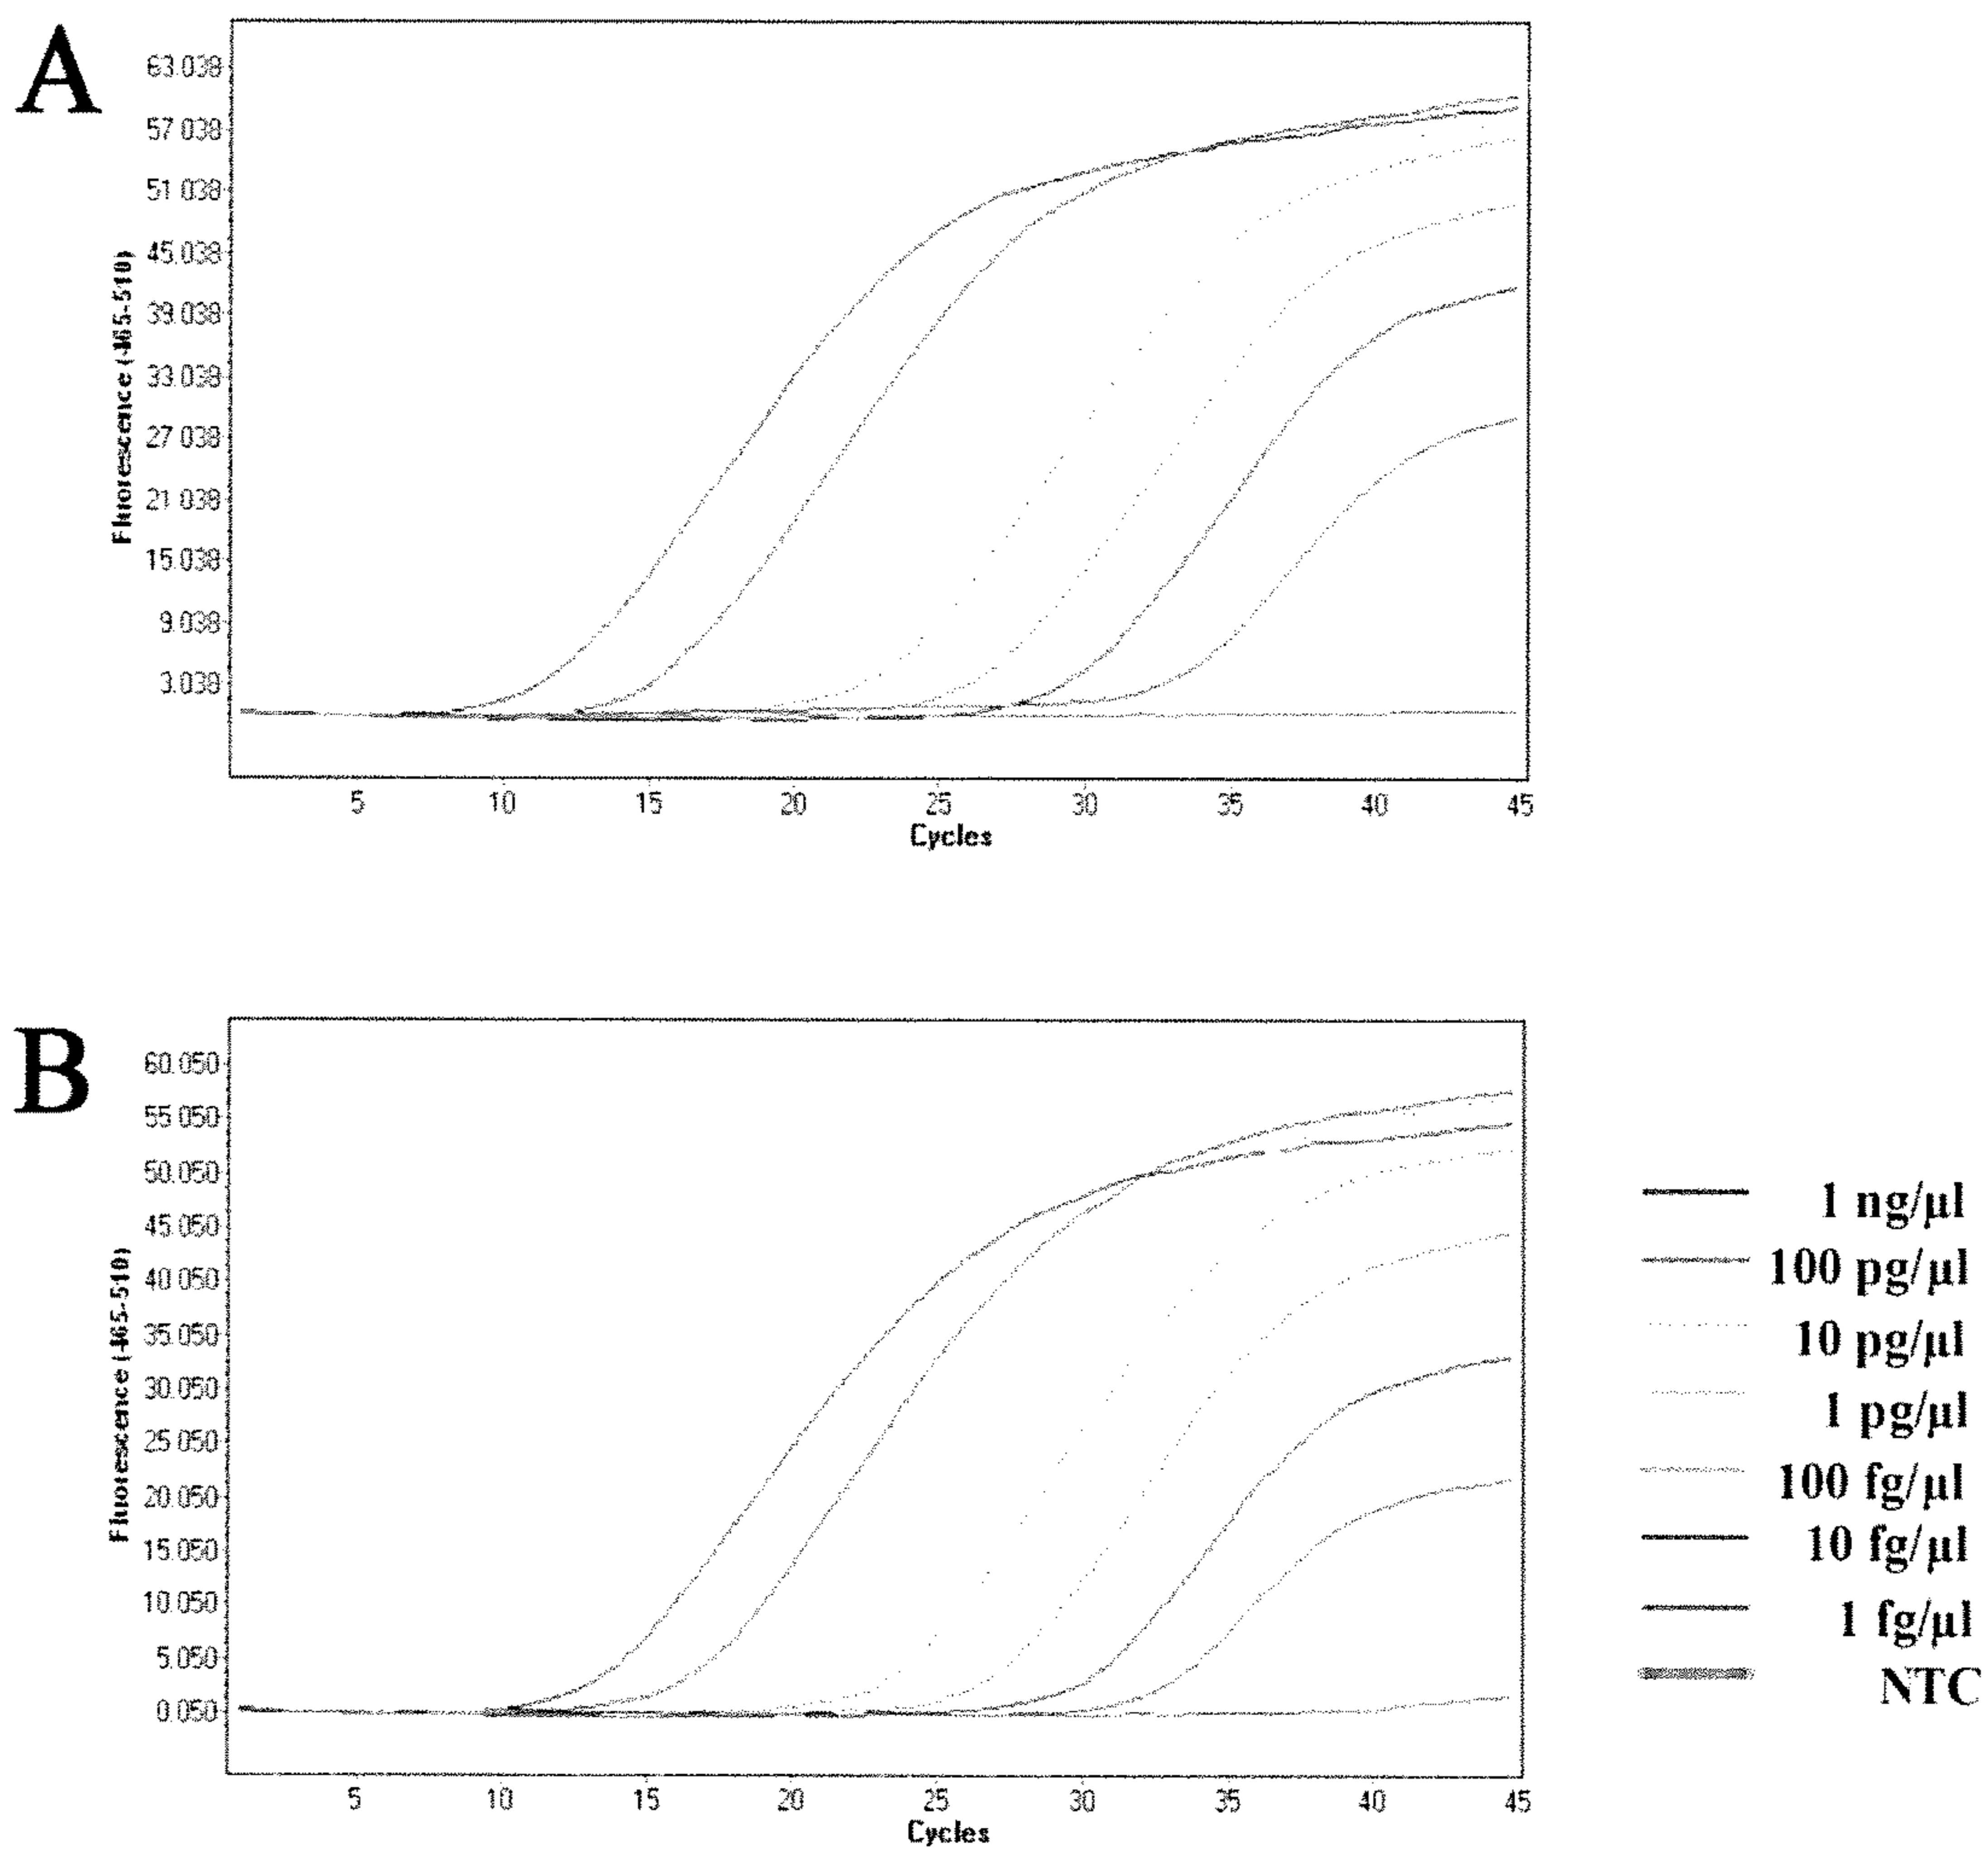 A
63.038
57.038
51.038
45.038
39.038
33.038
27.038
21.038
15.038
9.038
3.038
Fluorescence (465-510)
5 10 15 20 25 30 35 40 45
Cycles
B
60.050
55.050
50.050
45.050
40.050
35.050
30.050
25.050
20.050
15.050
10.050
5.050
0.050
Fluorescence (465-510)
5 10 15 20 25 30 35 40 45
Cycles
1 ng/μl
100 pg/μl
10 pg/μl
1 pg/μl
100 fg/μl
10 fg/μl
1 fg/μl
NTC